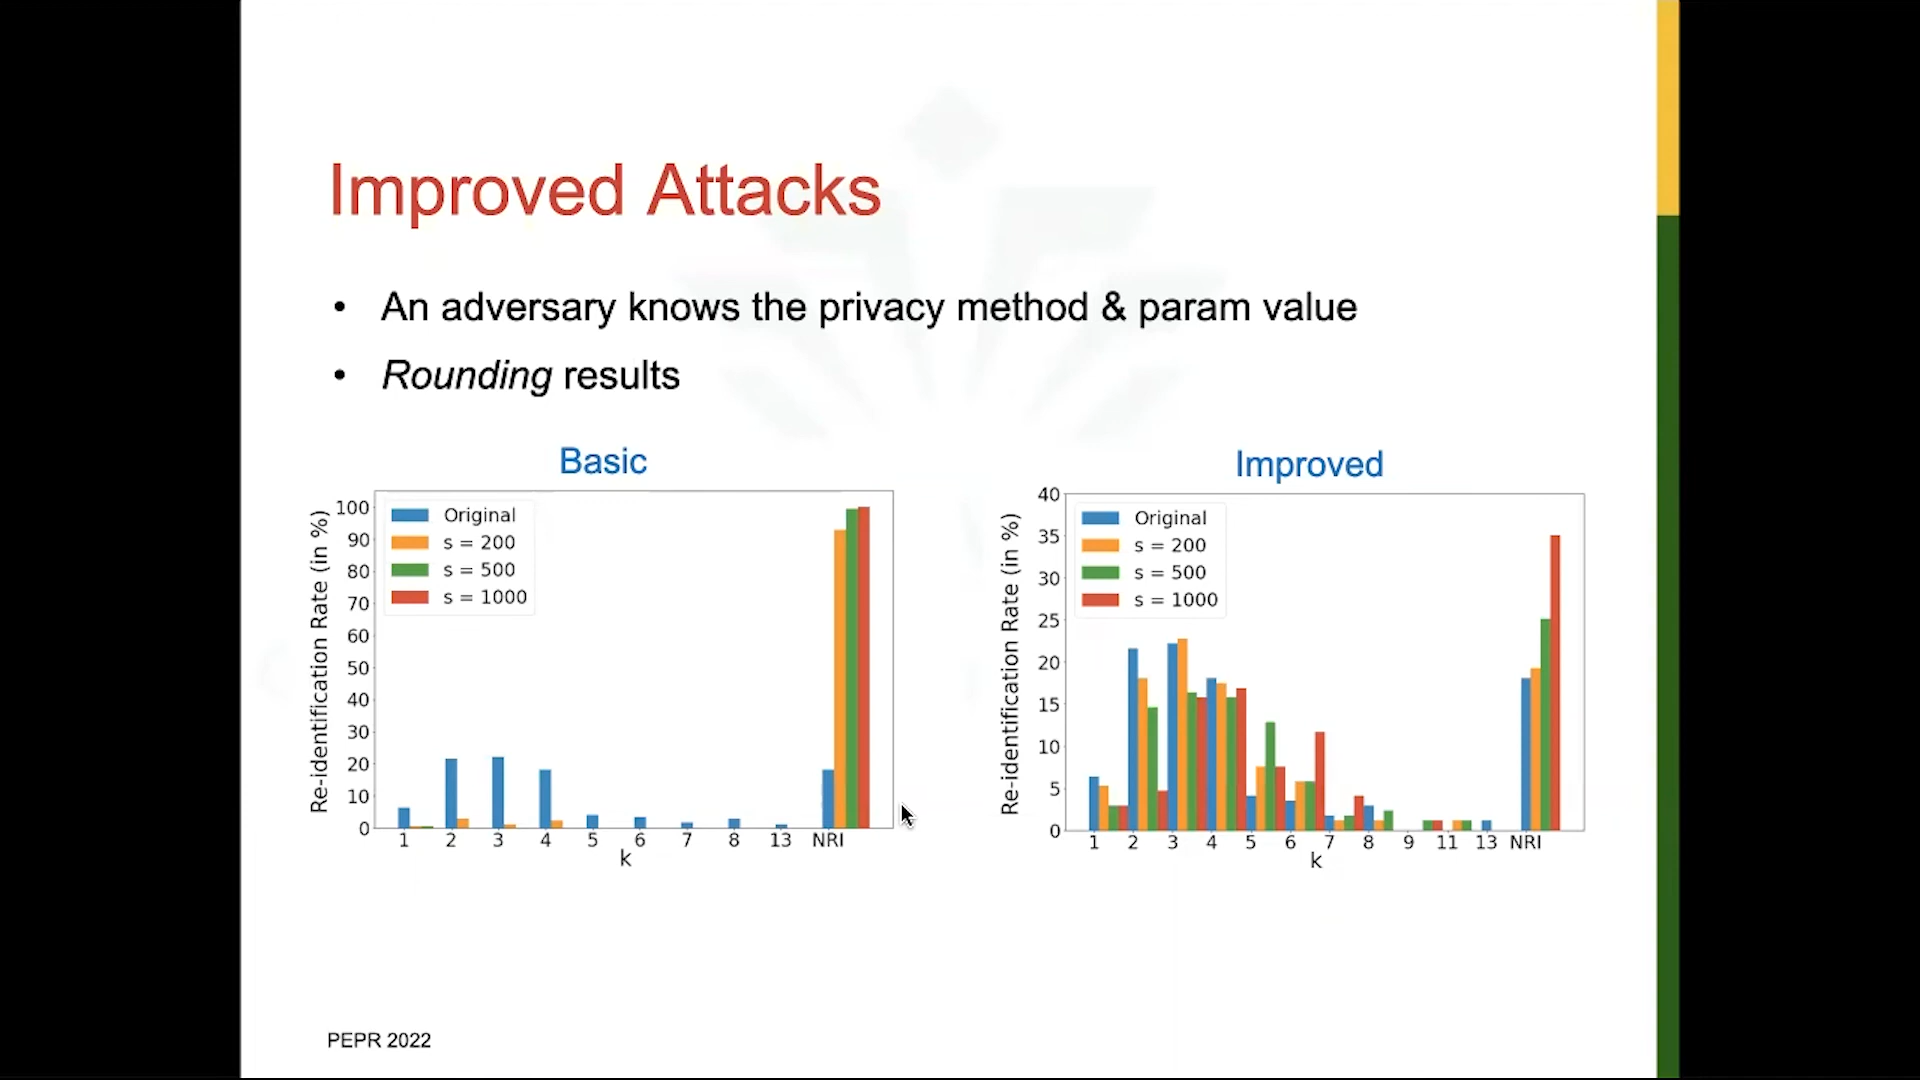 Improved Attacks
• An adversary knows the privacy method & param value
• Rounding results
Basic
Re-identification Rate (in %)
100
90
80
70
60
50
40
30
20
10
0
Original
s = 200
s = 500
s = 1000
1 2 3 4 5 6 7 8 13 NRI
k
Improved
Re-identification Rate (in %)
40
35
30
25
20
15
10
5
0
Original
s = 200
s = 500
s = 1000
1 2 3 4 5 6 7 8 9 11 13 NRI
k
PEPR 2022